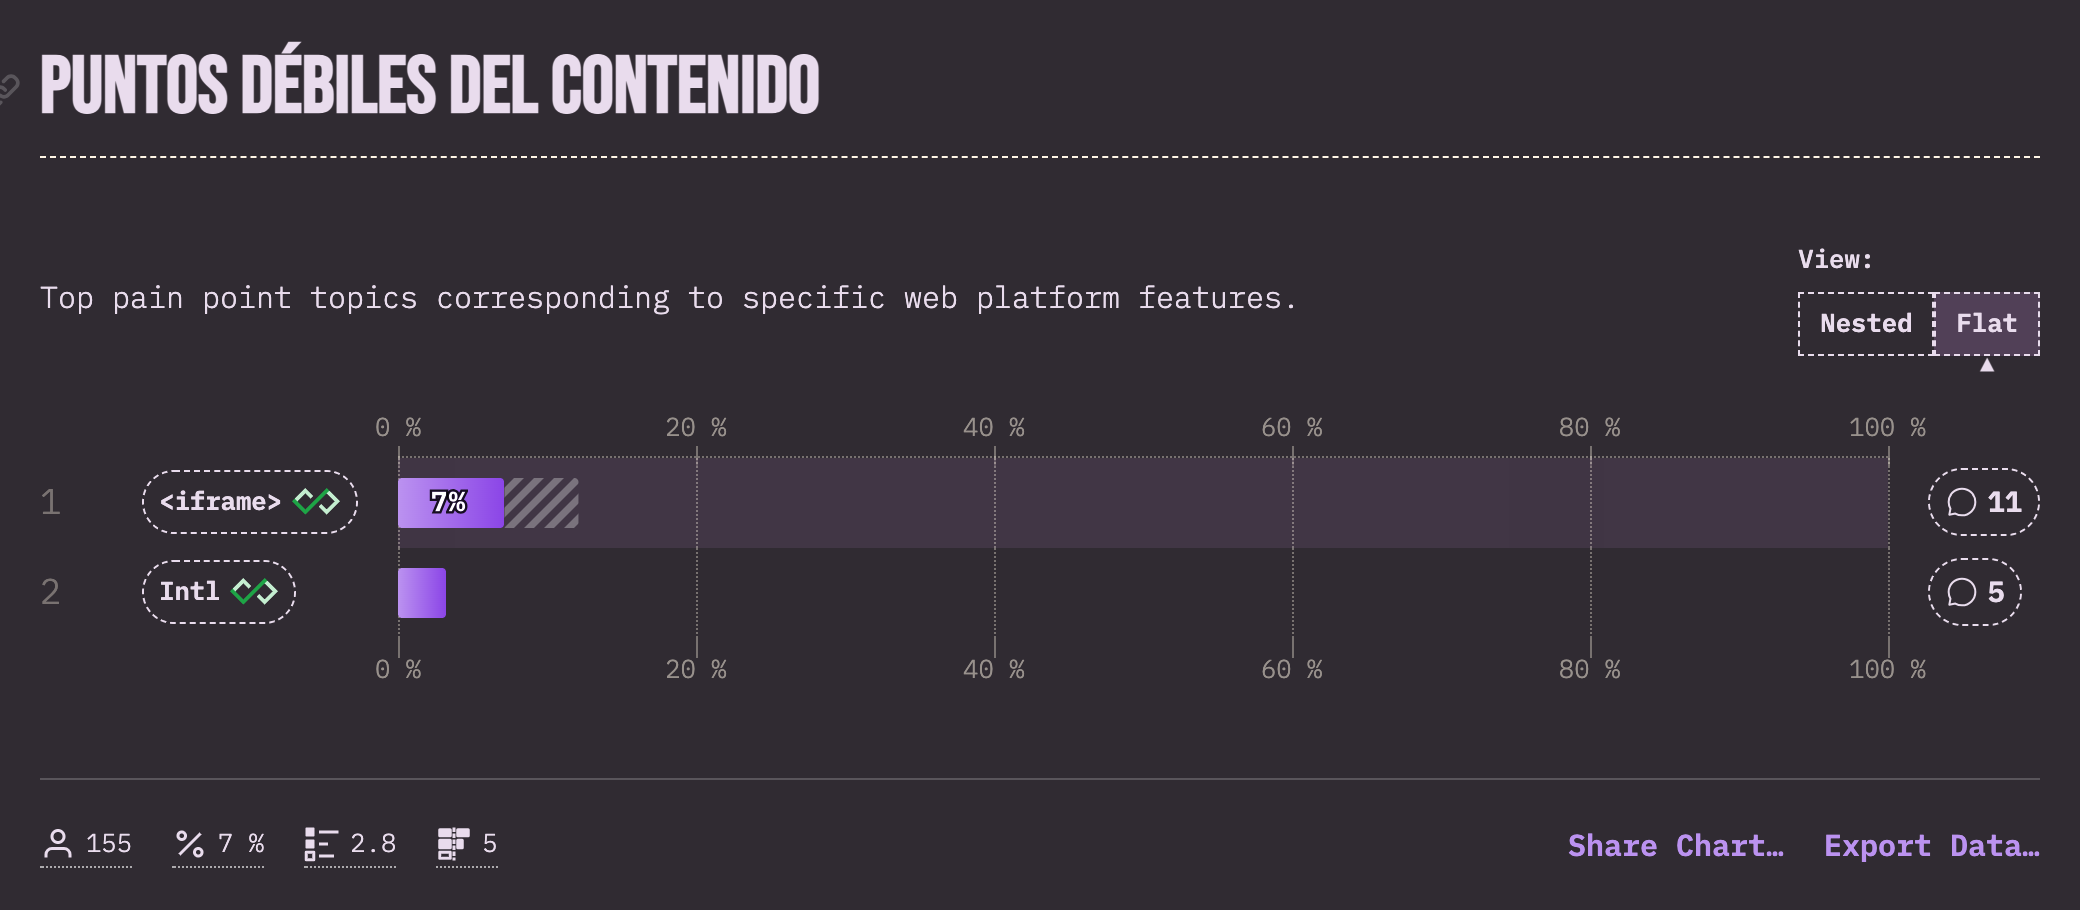 PUNTOS DÉBILES DEL CONTENIDO
Top pain point topics corresponding to specific web platform features.
View:
Nested Flat
0 % 20 % 40 % 60 % 80 % 100 %
1 <iframe> 7% 11
2 Intl 5
0 % 20 % 40 % 60 % 80 % 100 %
155 7 % 2.8 5 Share Chart… Export Data…